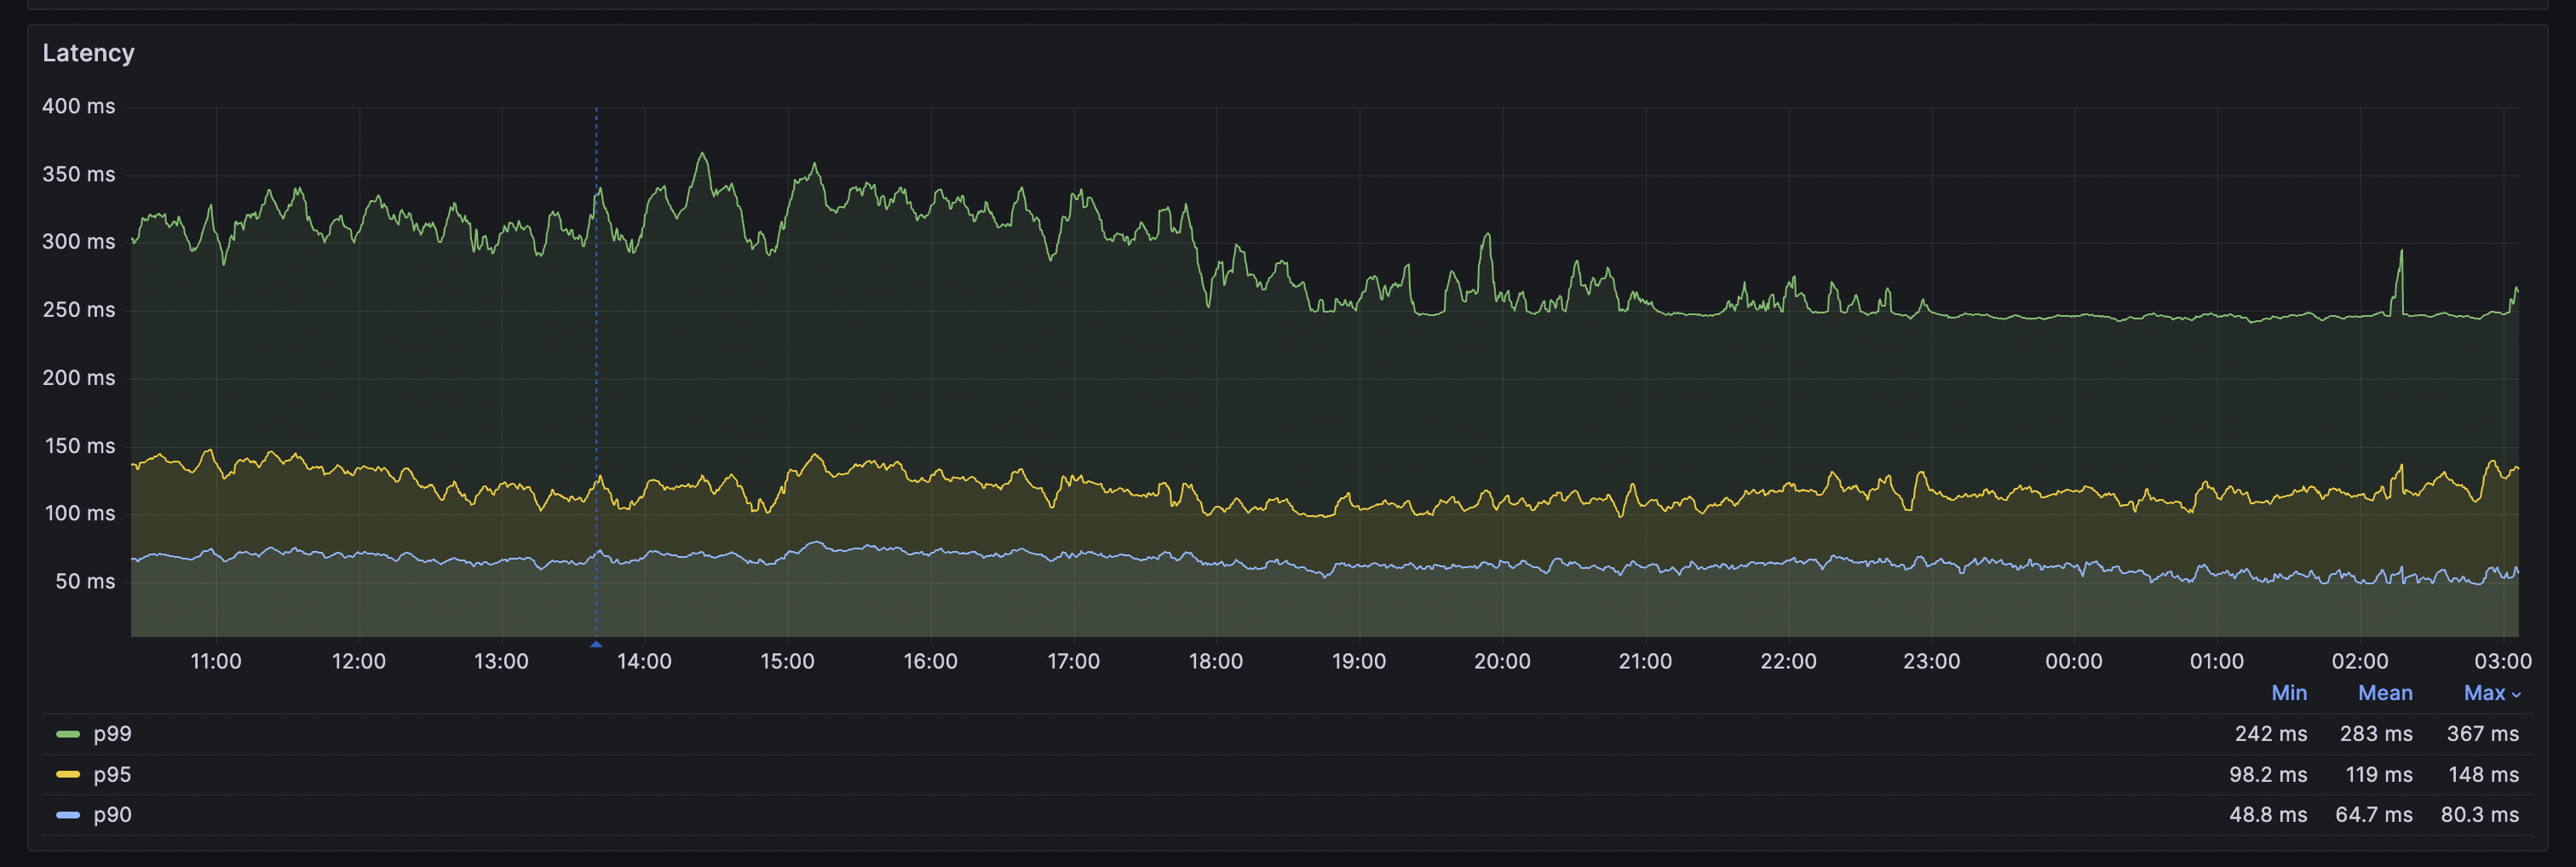 Latency
400 ms
350 ms
300 ms
250 ms
200 ms
150 ms
100 ms
50 ms
11:00 12:00 13:00 14:00 15:00 16:00 17:00 18:00 19:00 20:00 21:00 22:00 23:00 00:00 01:00 02:00 03:00
Min Mean Max
p99 242 ms 283 ms 367 ms
p95 98.2 ms 119 ms 148 ms
p90 48.8 ms 64.7 ms 80.3 ms